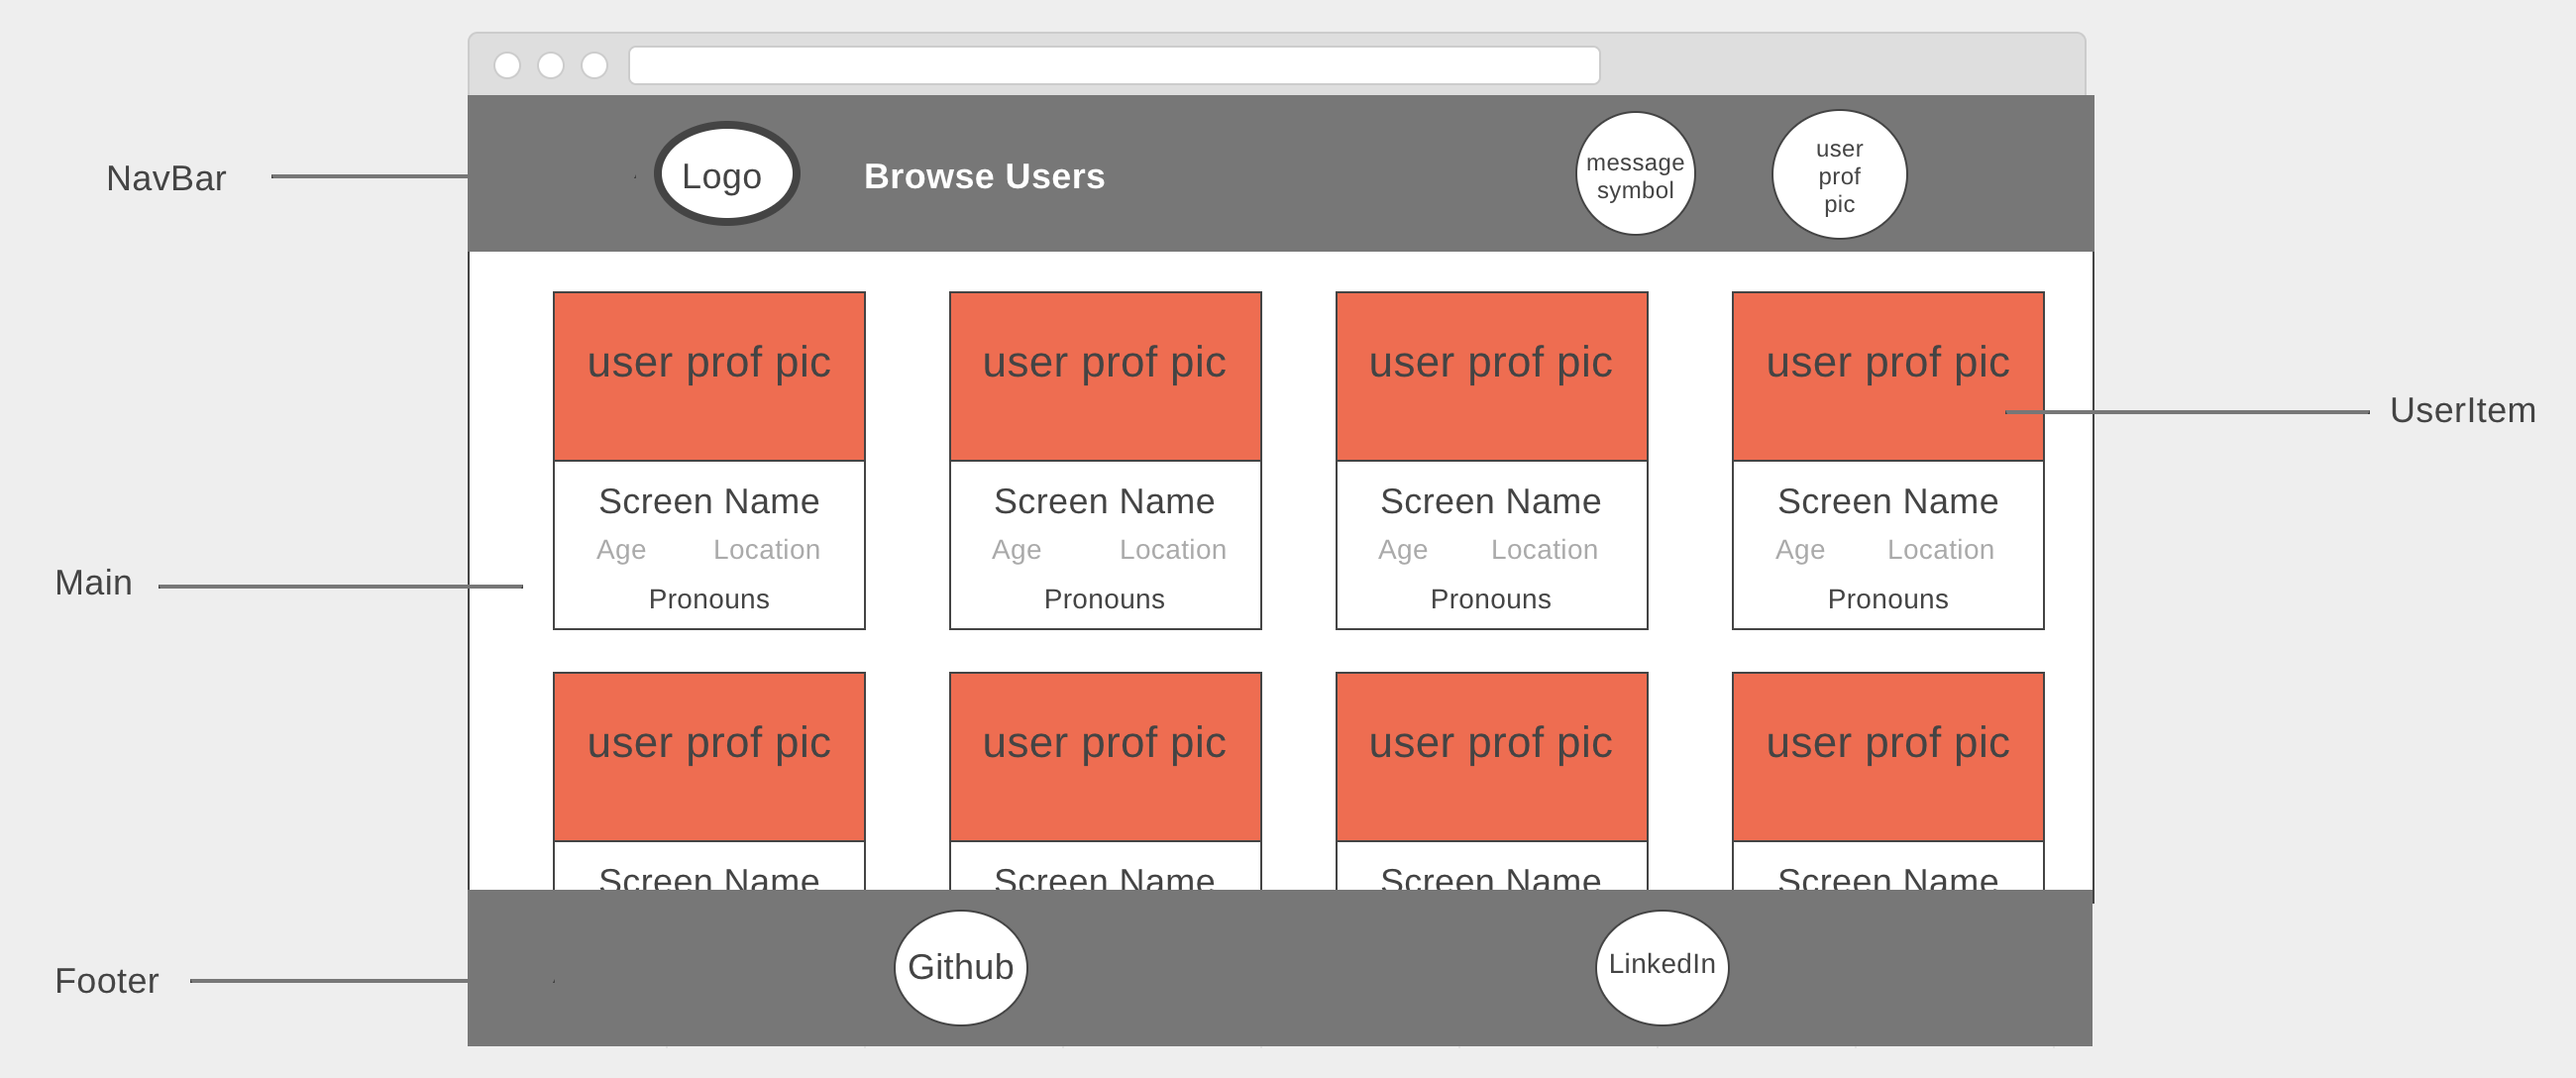 NavBar
Logo
Browse Users
message
symbol
user
prof
pic
user prof pic
user prof pic
user prof pic
user prof pic
UserItem
Screen Name
Screen Name
Screen Name
Screen Name
Age Location
Age Location
Age Location
Age Location
Main
Pronouns
Pronouns
Pronouns
Pronouns
user prof pic
user prof pic
user prof pic
user prof pic
Screen Name
Screen Name
Screen Name
Screen Name
Footer
Github
LinkedIn